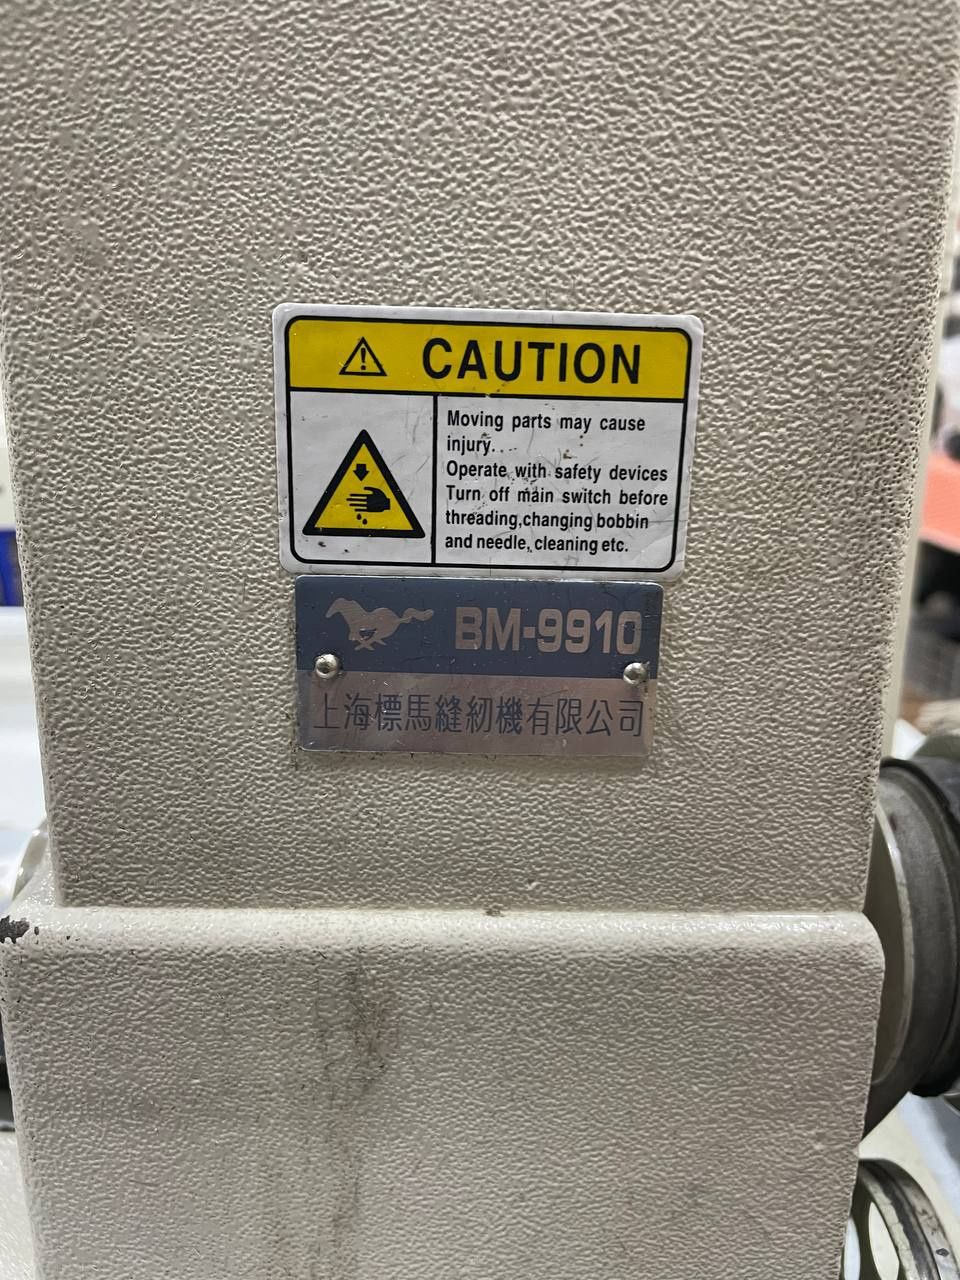 CAUTION
Moving parts may cause
injury.
Operate with safety devices
Turn off main switch before
threading,changing bobbin
and needle, cleaning etc.
BM-9910
上海標馬縫紉機有限公司